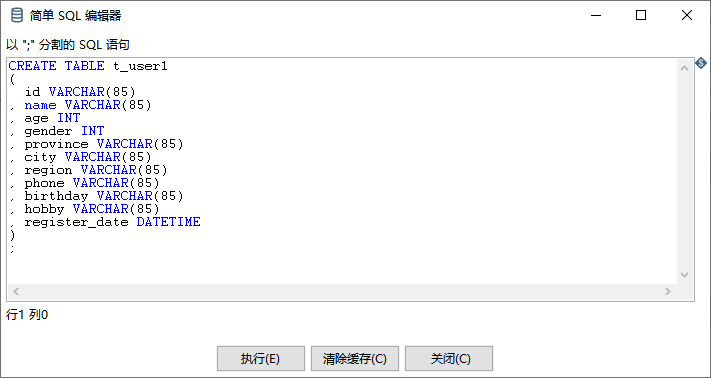 简单 SQL 编辑器
以 ";" 分割的 SQL 语句
CREATE TABLE t_user1
(
  id VARCHAR(85)
, name VARCHAR(85)
, age INT
, gender INT
, province VARCHAR(85)
, city VARCHAR(85)
, region VARCHAR(85)
, phone VARCHAR(85)
, birthday VARCHAR(85)
, hobby VARCHAR(85)
, register_date DATETIME
)
;
行1 列0
执行(E) 清除缓存(C) 关闭(C)